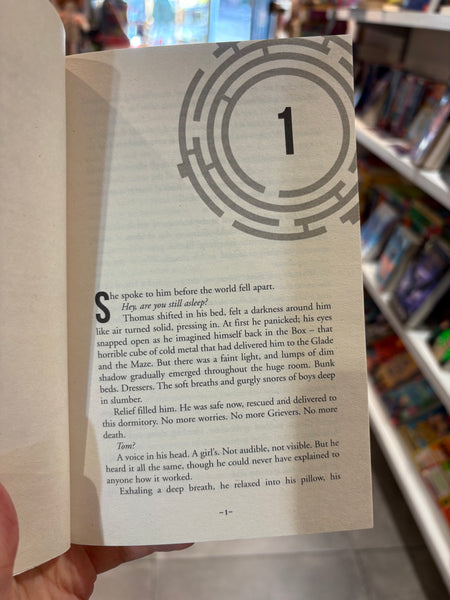 1
She spoke to him before the world fell apart.
Hey, are you still asleep?
Thomas shifted in his bed, felt a darkness around him
like air turned solid, pressing in. At first he panicked; his eyes
snapped open as he imagined himself back in the Box – that
horrible cube of cold metal that had delivered him to the Glade
and the Maze. But there was a faint light, and lumps of dim
shadow gradually emerged throughout the huge room. Bunk
beds. Dressers. The soft breaths and gurgly snores of boys deep
in slumber.
Relief filled him. He was safe now, rescued and delivered to
this dormitory. No more worries. No more Grievers. No more
death.
Tom?
A voice in his head. A girl's. Not audible, not visible. But he
heard it all the same, though he could never have explained to
anyone how it worked.
Exhaling a deep breath, he relaxed into his pillow, his
–1–